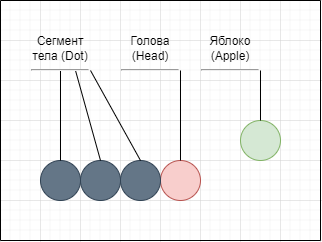 Сегмент
тела (Dot)
Голова
(Head)
Яблоко
(Apple)